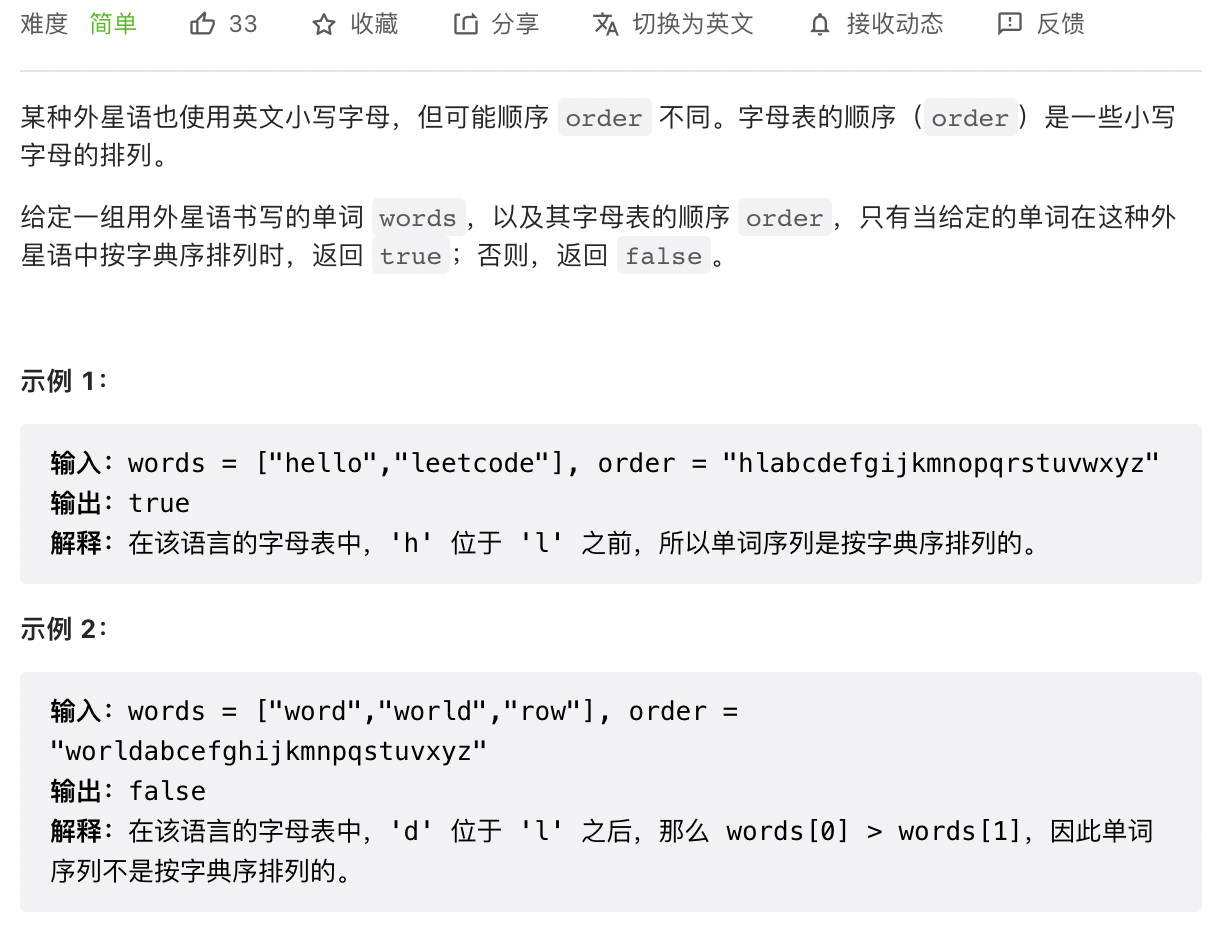 难度 简单 33 收藏 分享 切换为英文 接收动态 反馈
某种外星语也使用英文小写字母，但可能顺序 order 不同。字母表的顺序（order）是一些小写
字母的排列。
给定一组用外星语书写的单词 words，以及其字母表的顺序 order，只有当给定的单词在这种外
星语中按字典序排列时，返回 true；否则，返回 false。
示例 1：
输入：words = ["hello","leetcode"], order = "hlabcdefgijkmnopqrstuvwxyz"
输出：true
解释：在该语言的字母表中，'h' 位于 'l' 之前，所以单词序列是按字典序排列的。
示例 2：
输入：words = ["word","world","row"], order =
"worldabcefghijkmnpqstuvxyz"
输出：false
解释：在该语言的字母表中，'d' 位于 'l' 之后，那么 words[0] > words[1]，因此单词
序列不是按字典序排列的。